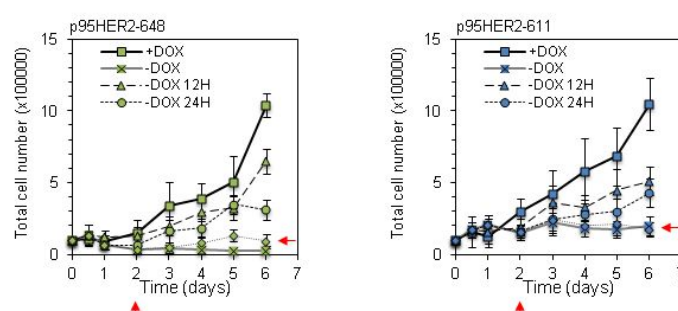 p95HER2-648
Total cell number (x100000)
15
10
5
0
+DOX
-DOX
-DOX 12H
-DOX 24H
0 1 2 3 4 5 6 7
Time (days)
p95HER2-611
Total cell number (x100000)
15
10
5
0
+DOX
-DOX
-DOX 12H
-DOX 24H
0 1 2 3 4 5 6 7
Time (days)